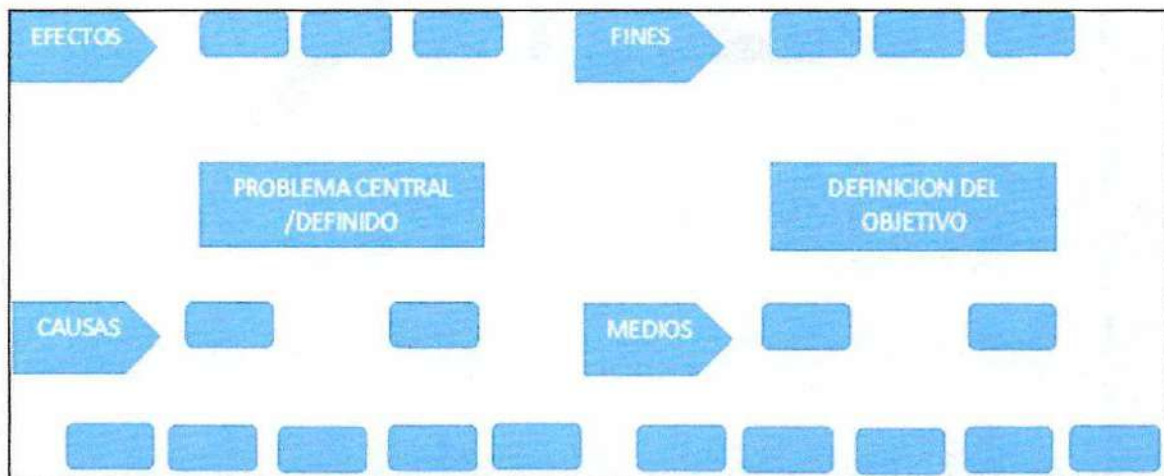 EFECTOS
FINES
PROBLEMA CENTRAL
/DEFINIDO
DEFINICION DEL
OBJETIVO
CAUSAS
MEDIOS